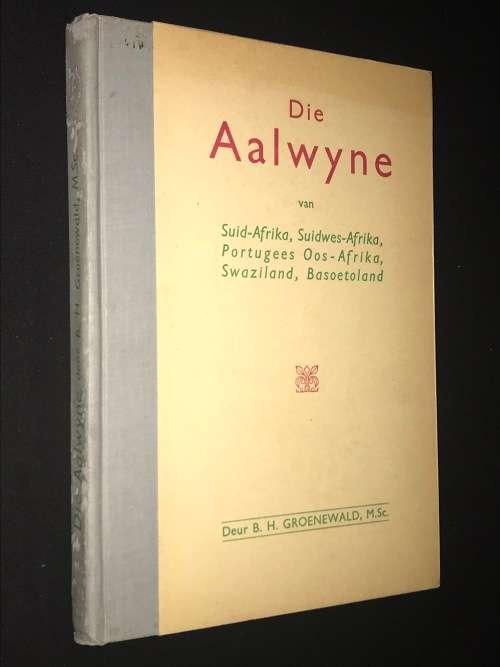 Die
Aalwyne
van
Suid-Afrika, Suidwes-Afrika,
Portugees Oos-Afrika,
Swaziland, Basoetoland
Deur B. H. GROENEWALD, M.Sc.
Die Aalwyne deur B. H. Groenewald, M.Sc.